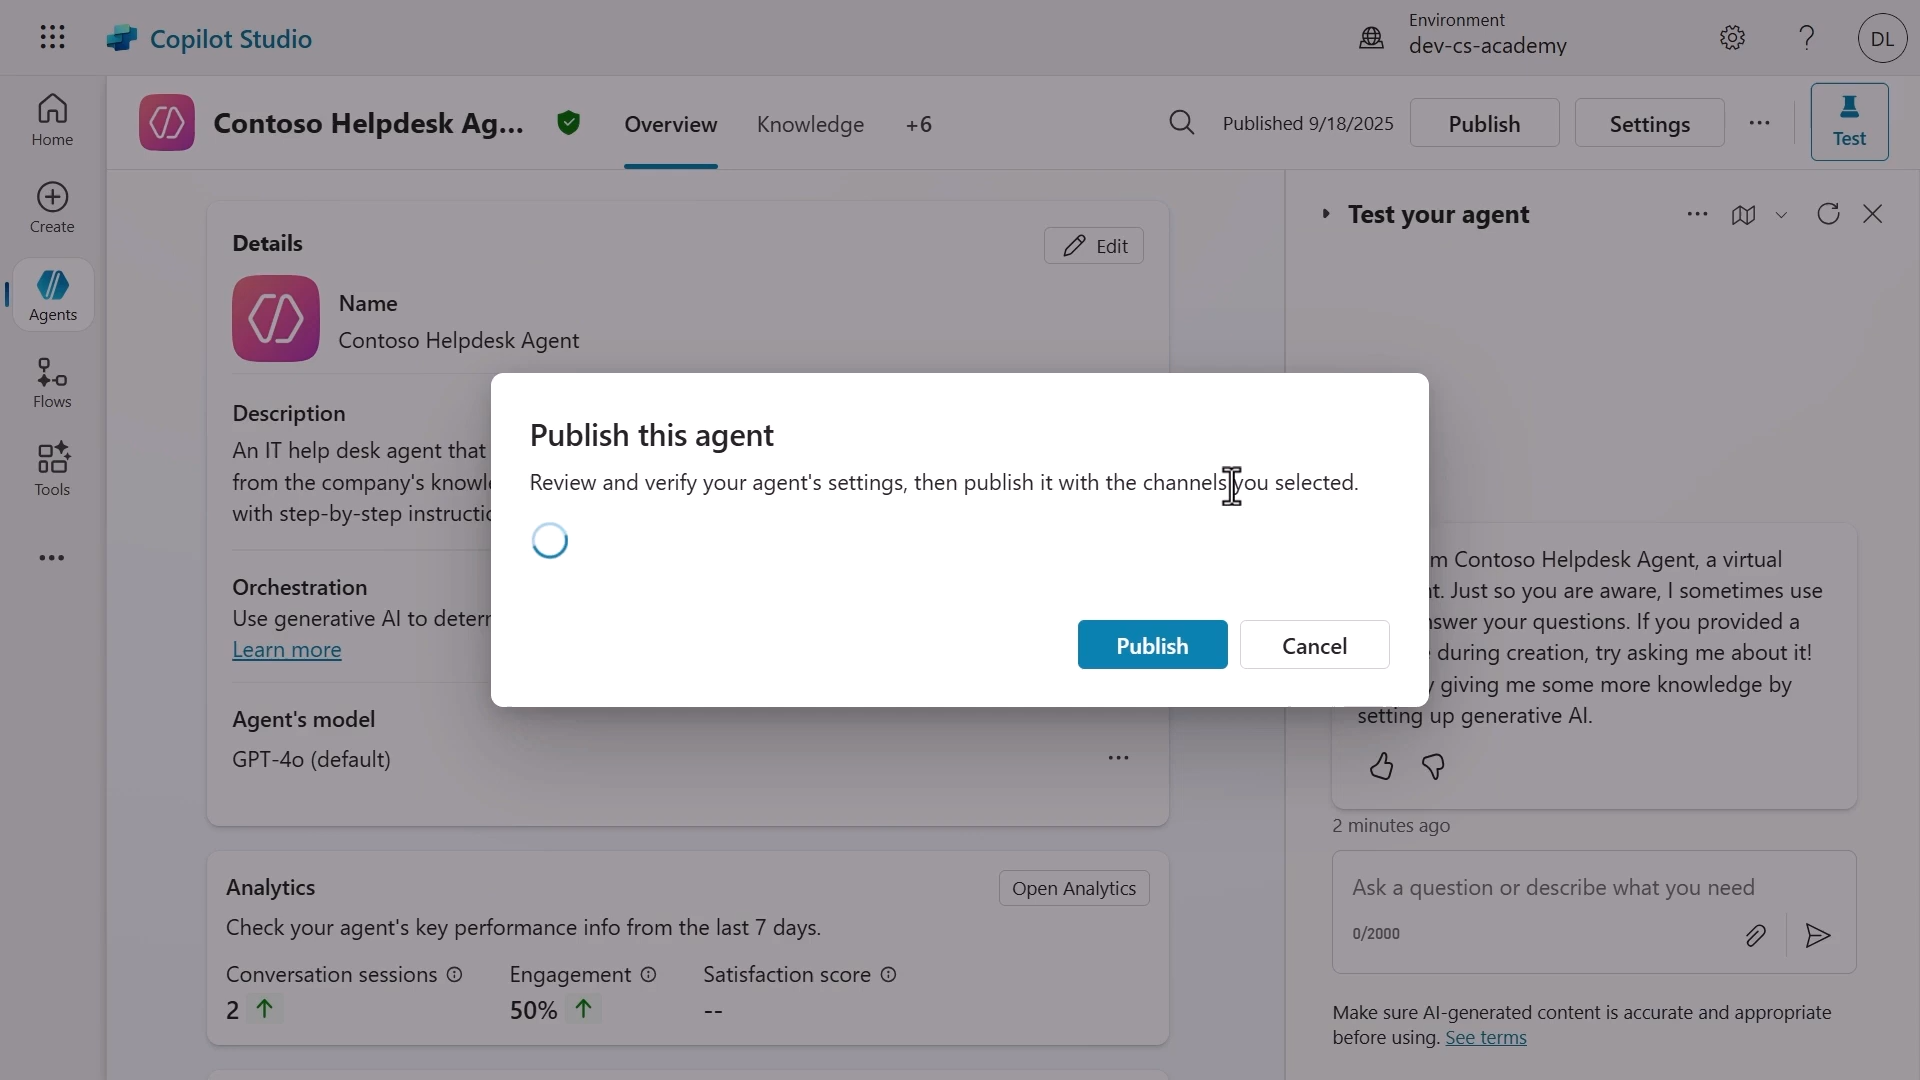 Copilot Studio
Environment
dev-cs-academy
DL
Home
Create
Agents
Flows
Tools
Contoso Helpdesk Ag...
Overview
Knowledge
+6
Published 9/18/2025
Publish
Settings
Test
Details
Edit
Name
Contoso Helpdesk Agent
Description
An IT help desk agent that
from the company's
with step-by-step
Orchestration
Use generative AI to
Learn more
Agent's model
GPT-4o (default)
Publish this agent
Review and verify your agent's settings, then publish it with the channels you selected.
Publish
Cancel
Analytics
Open Analytics
Check your agent's key performance info from the last 7 days.
Conversation sessions
Engagement
Satisfaction score
2
50%
--
Test your agent
m Contoso Helpdesk Agent, a virtual
t. Just so you are aware, I sometimes use
swer your questions. If you provided a
during creation, try asking me about it!
y giving me some more knowledge by
setting up generative AI.
2 minutes ago
Ask a question or describe what you need
0/2000
Make sure AI-generated content is accurate and appropriate
before using. See terms